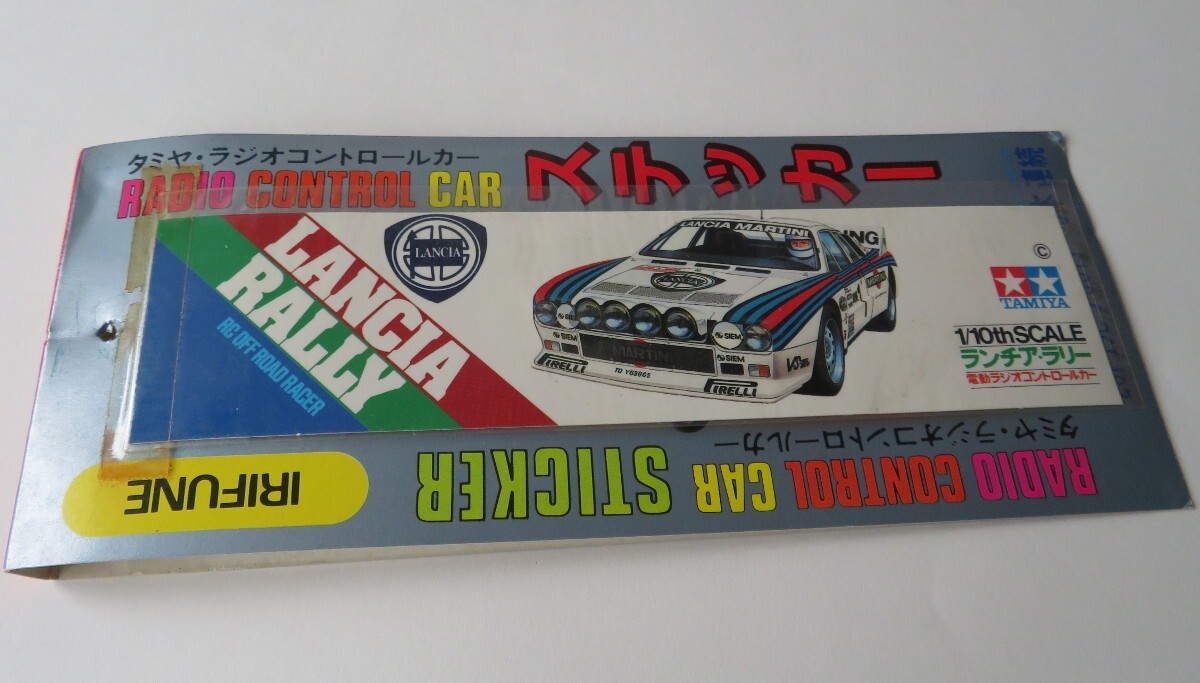 タミヤ・ラジオコントロールカー
RADIO CONTROL CAR ステッカー
LANCIA
RALLY
RC OFF ROAD RACER
LANCIA
LANCIA MARTINI
MARTINI
SIEM
SIEM
SIEM
PIRELLI
TO Y63865
PIRELLI
©
TAMIYA
1/10th SCALE
ランチア・ラリー
電動ラジオコントロールカー
タミヤ・ラジオコントロールカー
RADIO CONTROL CAR STICKER
IRIFUNE